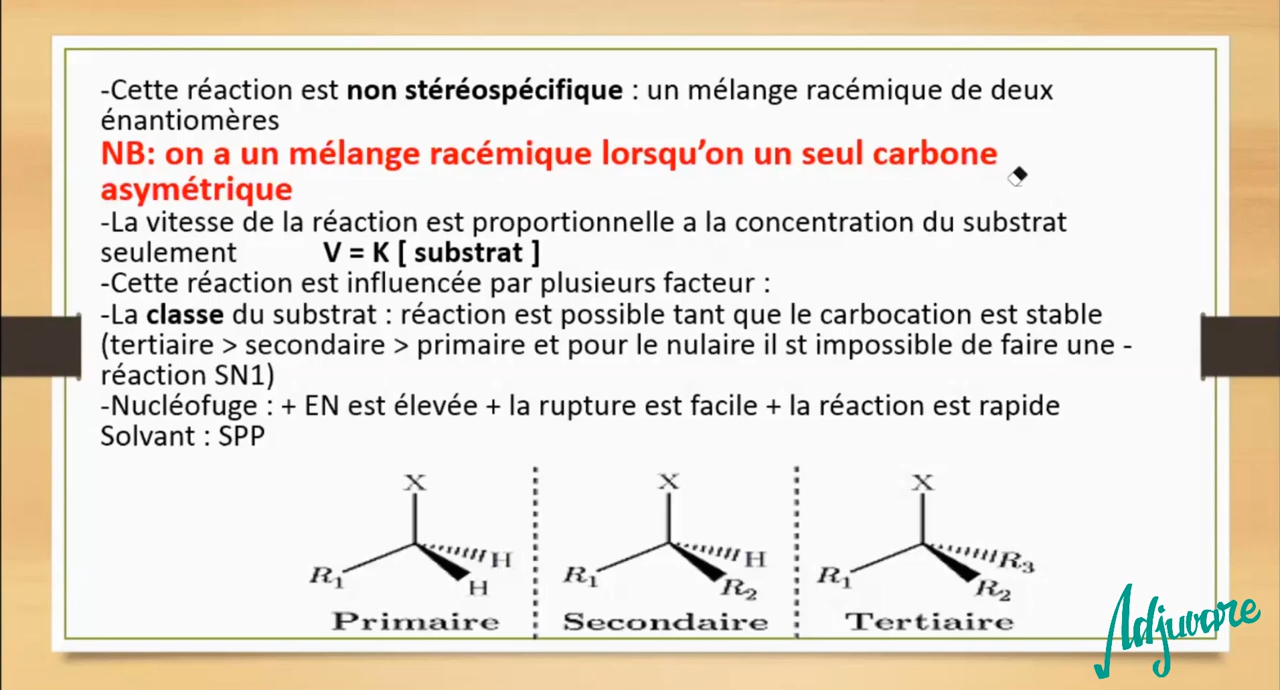 -Cette réaction est non stéréospécifique : un mélange racémique de deux
énantiomères
NB: on a un mélange racémique lorsqu’on un seul carbone
asymétrique
-La vitesse de la réaction est proportionnelle a la concentration du substrat
seulement V = K [ substrat ]
-Cette réaction est influencée par plusieurs facteur :
-La classe du substrat : réaction est possible tant que le carbocation est stable
(tertiaire > secondaire > primaire et pour le nulaire il st impossible de faire une -
réaction SN1)
-Nucléofuge : + EN est élevée + la rupture est facile + la réaction est rapide
Solvant : SPP
X X X
H H R3
R1 H R1 R2 R1 R2
Primaire Secondaire Tertiaire
Adjuvare